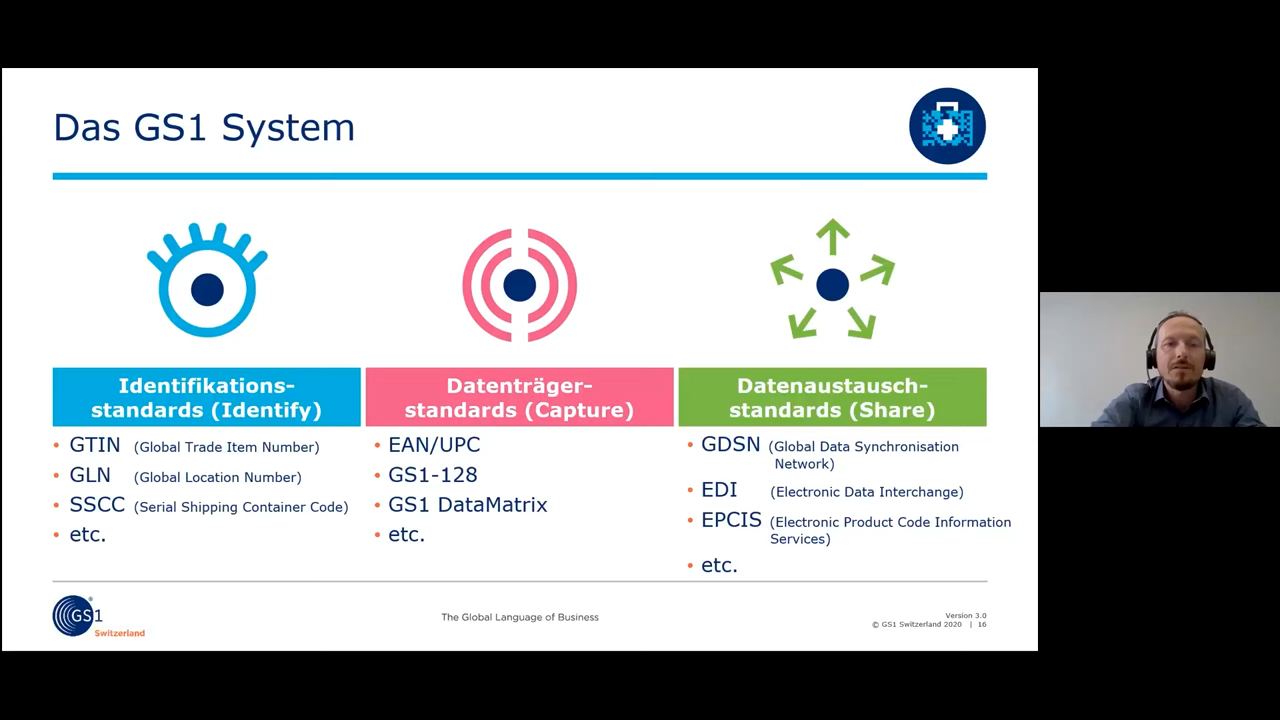 Das GS1 System
Identifikations-
standards (Identify)
• GTIN (Global Trade Item Number)
• GLN (Global Location Number)
• SSCC (Serial Shipping Container Code)
• etc.
Datenträger-
standards (Capture)
• EAN/UPC
• GS1-128
• GS1 DataMatrix
• etc.
Datenaustausch-
standards (Share)
• GDSN (Global Data Synchronisation
Network)
• EDI (Electronic Data Interchange)
• EPCIS (Electronic Product Code Information
Services)
• etc.
GS1®
Switzerland
The Global Language of Business
Version 3.0
© GS1 Switzerland 2020 | 16